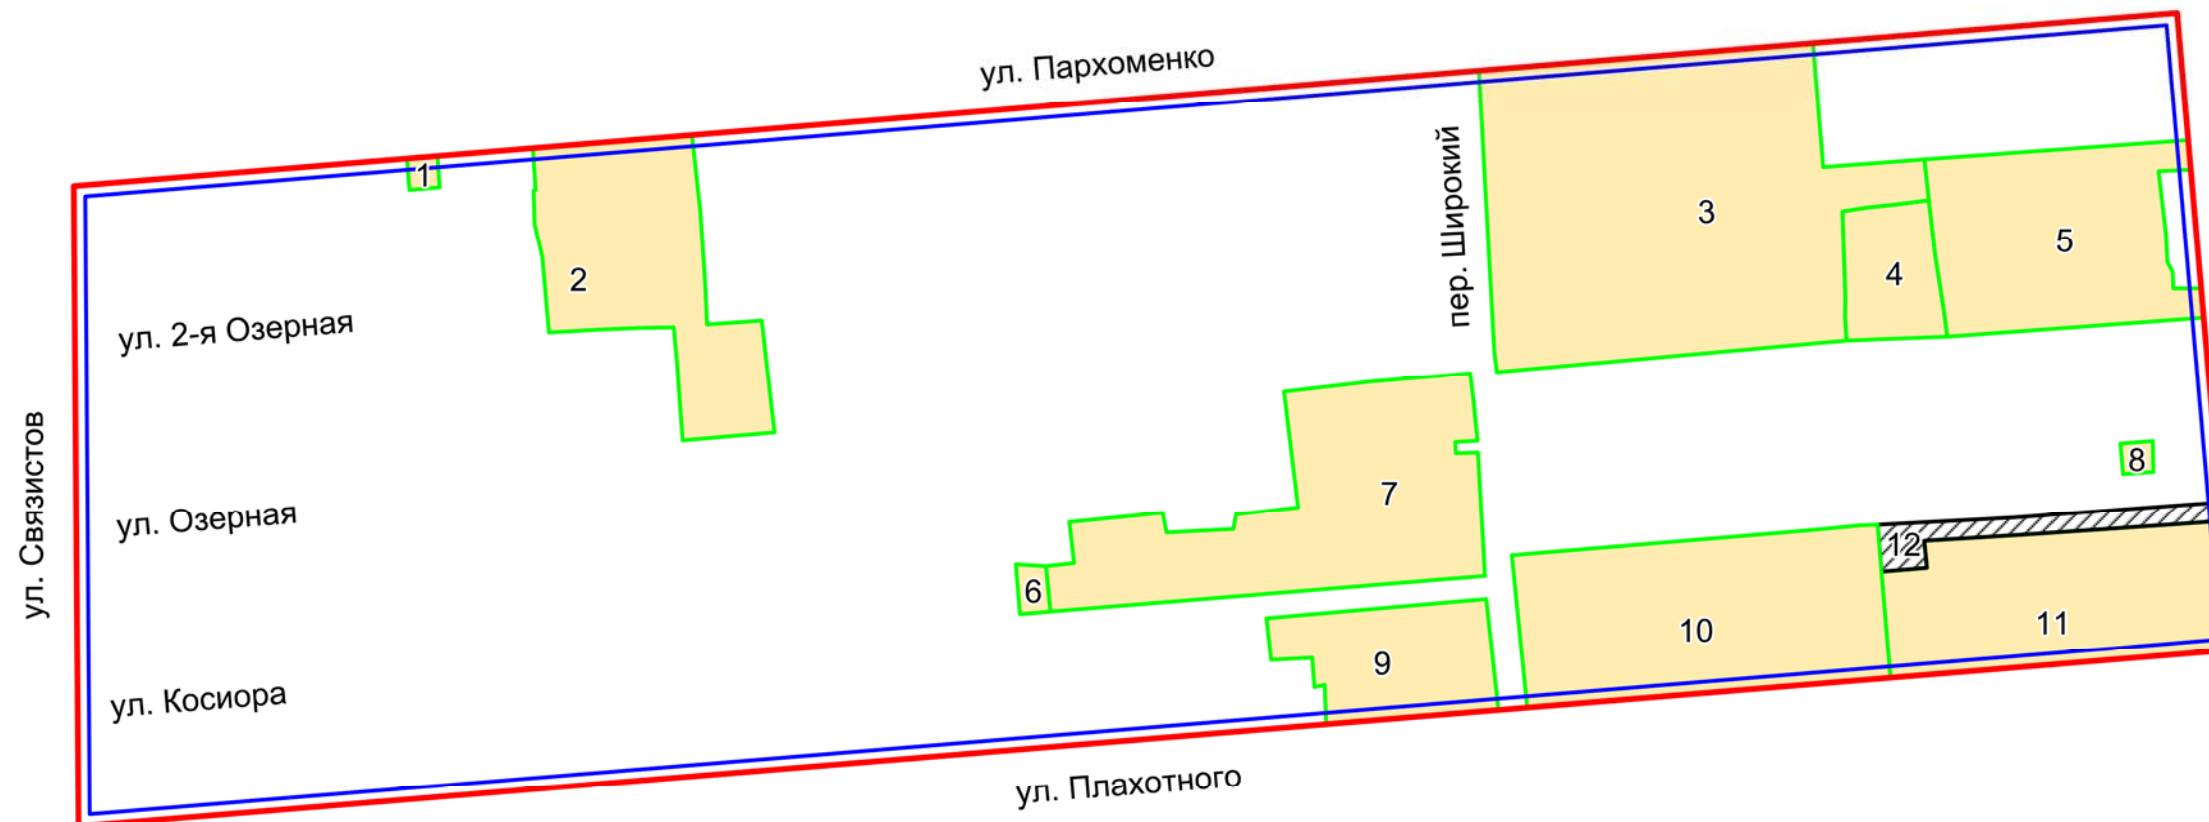 ул. Пархоменко
1
2
ул. 2-я Озерная
пер. Широкий
3
4
5
ул. Связистов
ул. Озерная
6
7
8
ул. Косиора
9
10
11
12
ул. Плахотного